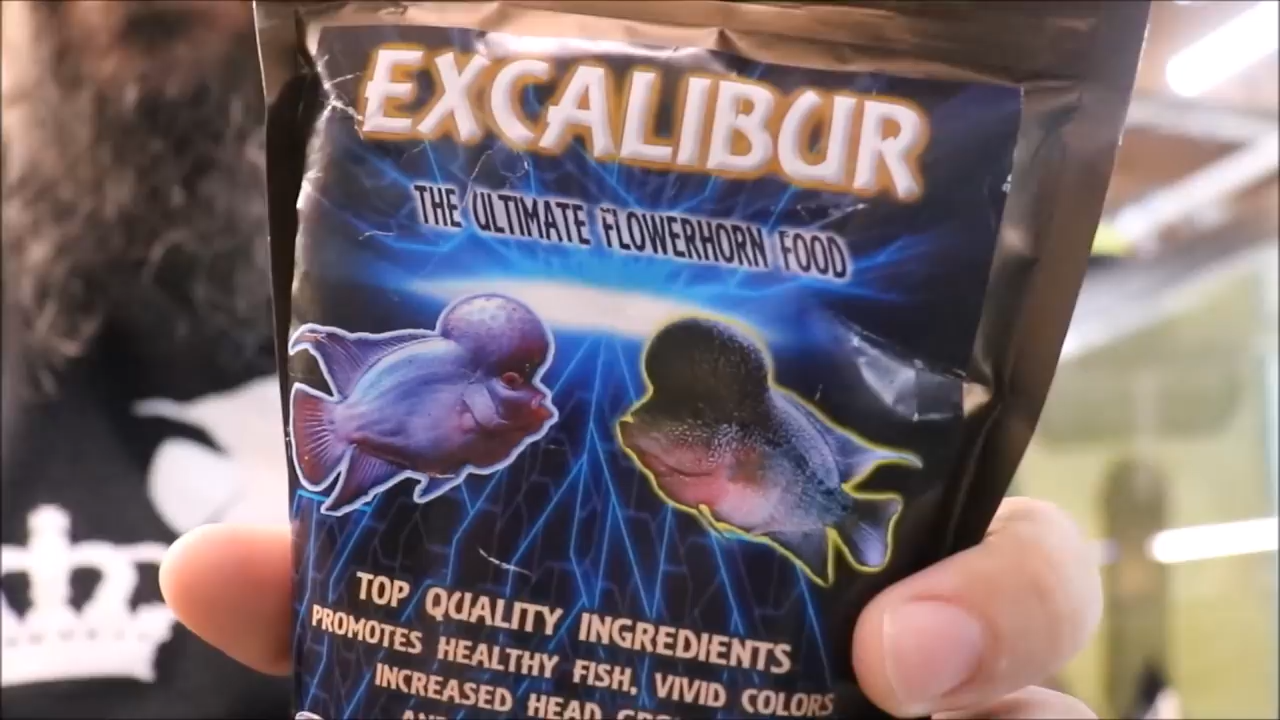 EXCALIBUR
THE ULTIMATE FLOWERHORN FOOD
TOP QUALITY INGREDIENTS
PROMOTES HEALTHY FISH, VIVID COLORS
INCREASED HEAD